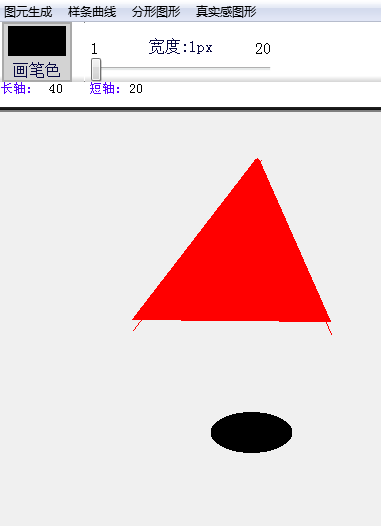 图元生成 样条曲线 分形图形 真实感图形
1 宽度:1px 20
画笔色
长轴: 40 短轴:20